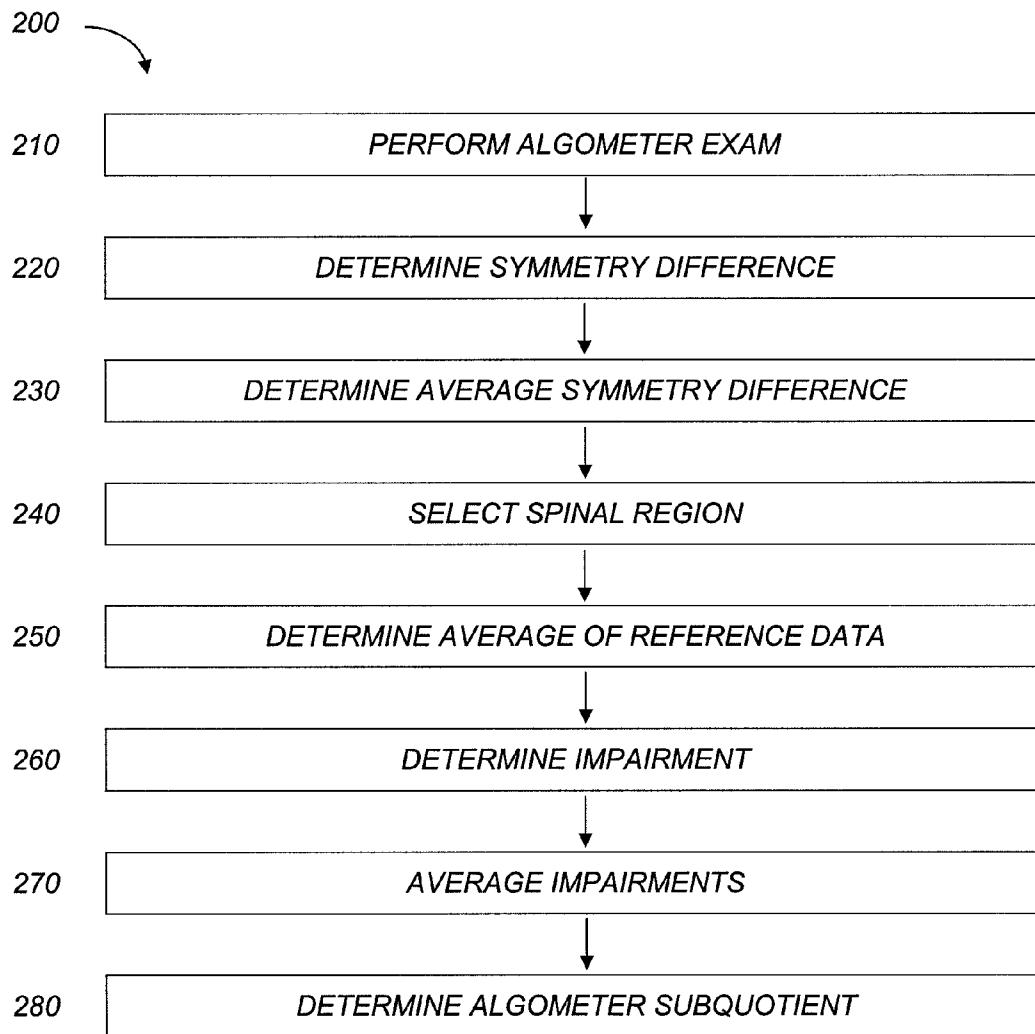 200
210 PERFORM ALGOMETER EXAM
220 DETERMINE SYMMETRY DIFFERENCE
230 DETERMINE AVERAGE SYMMETRY DIFFERENCE
240 SELECT SPINAL REGION
250 DETERMINE AVERAGE OF REFERENCE DATA
260 DETERMINE IMPAIRMENT
270 AVERAGE IMPAIRMENTS
280 DETERMINE ALGOMETER SUBQUOTIENT